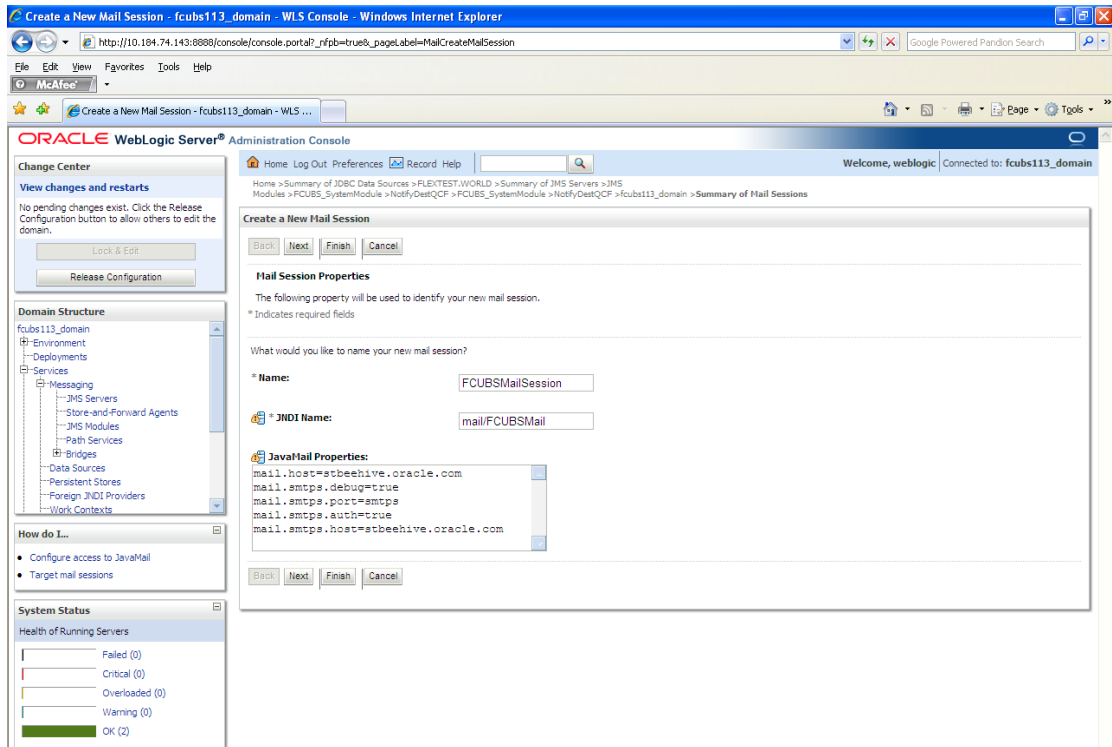 Create a New Mail Session - fcubs113_domain - WLS Console - Windows Internet Explorer
http://10.184.74.143:8888/console/console.portal?_nfpb=true&_pageLabel=MailCreateMailSession
Google Powered Pandion Search
File Edit View Favorites Tools Help
McAfee
Create a New Mail Session - fcubs113_domain - WLS ...
Page Tools
ORACLE WebLogic Server® Administration Console
Change Center
View changes and restarts
No pending changes exist. Click the Release
Configuration button to allow others to edit the
domain.
Lock & Edit
Release Configuration
Domain Structure
fcubs113_domain
Environment
Deployments
Services
Messaging
JMS Servers
Store-and-Forward Agents
JMS Modules
Path Services
Bridges
Data Sources
Persistent Stores
Foreign JNDI Providers
Work Contexts
How do I...
Configure access to JavaMail
Target mail sessions
System Status
Health of Running Servers
Failed (0)
Critical (0)
Overloaded (0)
Warning (0)
OK (2)
Home Log Out Preferences Record Help
Welcome, weblogic Connected to: fcubs113_domain
Home >Summary of JDBC Data Sources >FLEXTEST.WORLD >Summary of JMS Servers >JMS
Modules >FCUBS_SystemModule >NotifyDestQCF >FCUBS_SystemModule >NotifyDestQCF >fcubs113_domain >Summary of Mail Sessions
Create a New Mail Session
Back Next Finish Cancel
Mail Session Properties
The following property will be used to identify your new mail session.
* Indicates required fields
What would you like to name your new mail session?
* Name: FCUBSMailSession
* JNDI Name: mail/FCUBSMail
JavaMail Properties:
mail.host=stbeehive.oracle.com
mail.smtps.debug=true
mail.smtps.port=smtps
mail.smtps.auth=true
mail.smtps.host=stbeehive.oracle.com
Back Next Finish Cancel